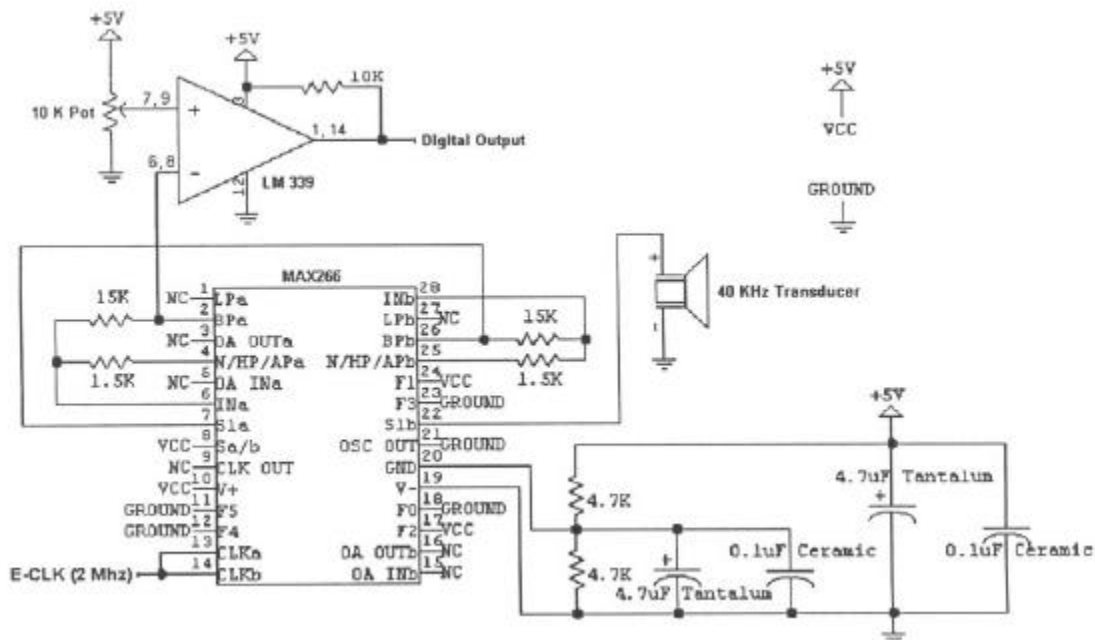 +5V
10 K Pot
7,9
6,8
+
-
+5V
3
12
10K
1,14
Digital Output
LM 339
+5V
VCC
GROUND
MAX266
15K
1.5K
NC
1
LPa
2
BPa
NC
3
OA OUTa
4
N/HP/APa
NC
5
OA INa
6
INa
7
S1a
VCC
8
Sa/b
NC
9
CLK OUT
VCC
10
V+
GROUND
11
F5
GROUND
12
F4
13
CLKa
14
CLKb
E-CLK (2 Mhz)
INb
28
LPb
27
NC
BPb
26
N/HP/APb
25
F1
24
VCC
F3
23
GROUND
S1b
22
OSC OUT
21
GROUND
GND
20
V-
19
F0
18
GROUND
F2
17
VCC
OA OUTb
16
NC
OA INb
15
NC
15K
1.5K
+
-
40 KHz Transducer
+5V
4.7K
4.7K
+
4.7uF Tantalum
0.1uF Ceramic
4.7uF Tantalum
+
0.1uF Ceramic